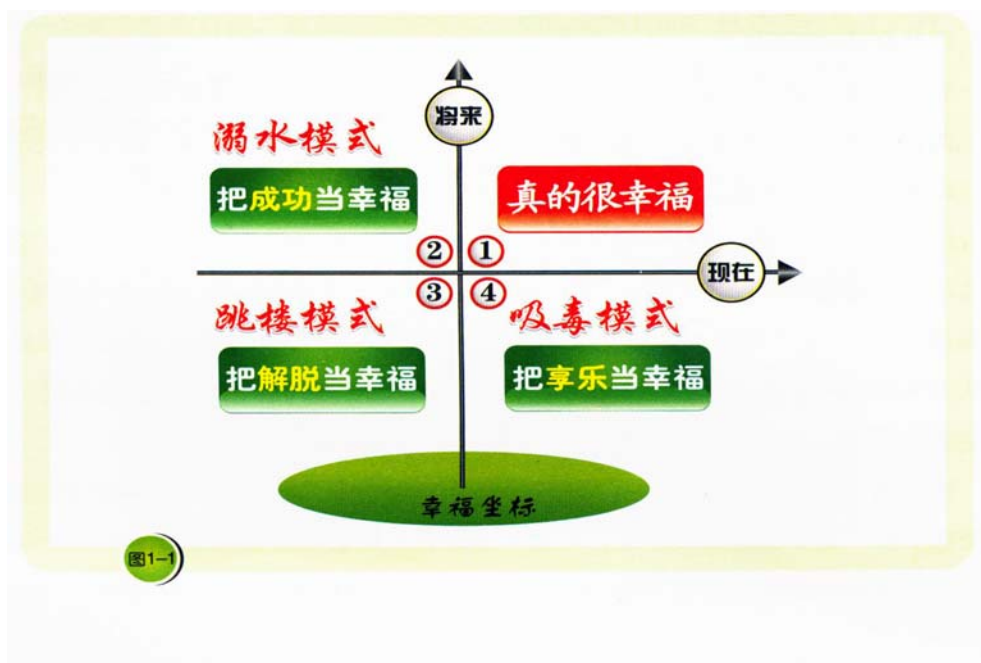 将来
溺水模式
把成功当幸福
真的很幸福
② ①
现在
③ ④
跳楼模式
吸毒模式
把解脱当幸福
把享乐当幸福
幸福坐标
图1-1